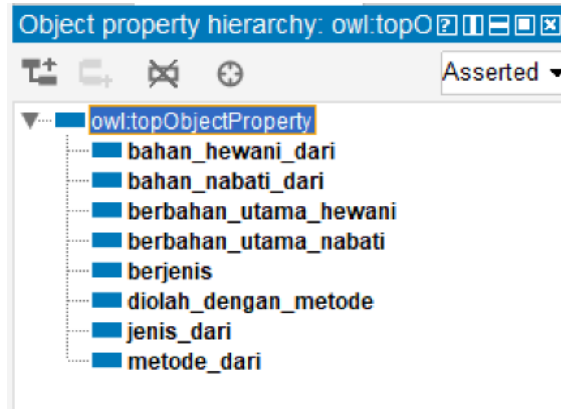 Object property hierarchy: owl:topO
Asserted
owl:topObjectProperty
bahan_hewani_dari
bahan_nabati_dari
berbahan_utama_hewani
berbahan_utama_nabati
berjenis
diolah_dengan_metode
jenis_dari
metode_dari